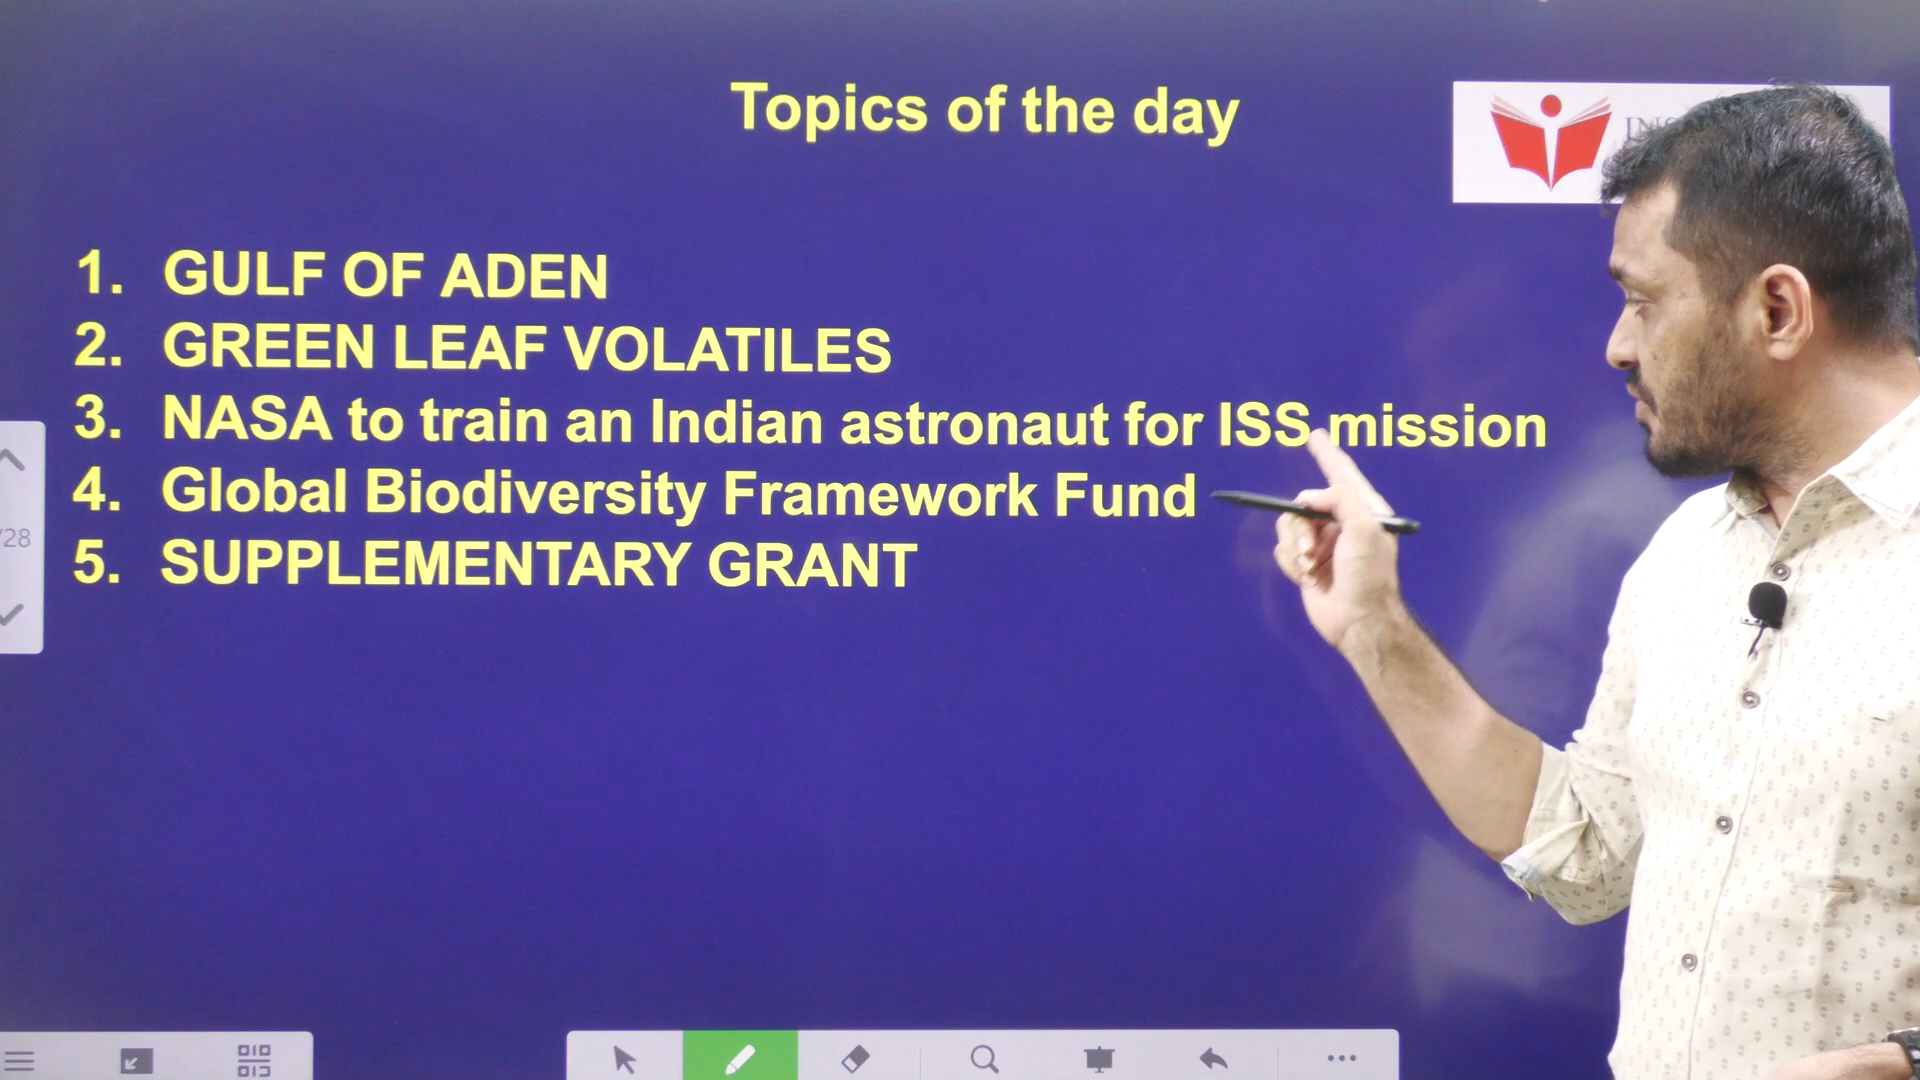 Topics of the day
1. GULF OF ADEN
2. GREEN LEAF VOLATILES
3. NASA to train an Indian astronaut for ISS mission
4. Global Biodiversity Framework Fund
5. SUPPLEMENTARY GRANT
/28